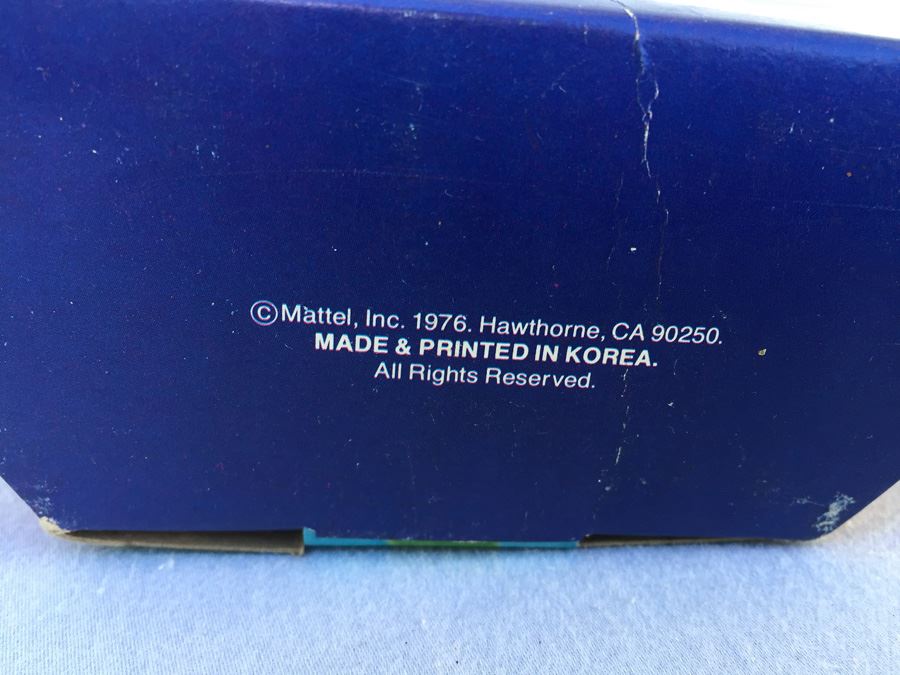 ©Mattel, Inc. 1976. Hawthorne, CA 90250.
MADE & PRINTED IN KOREA.
All Rights Reserved.